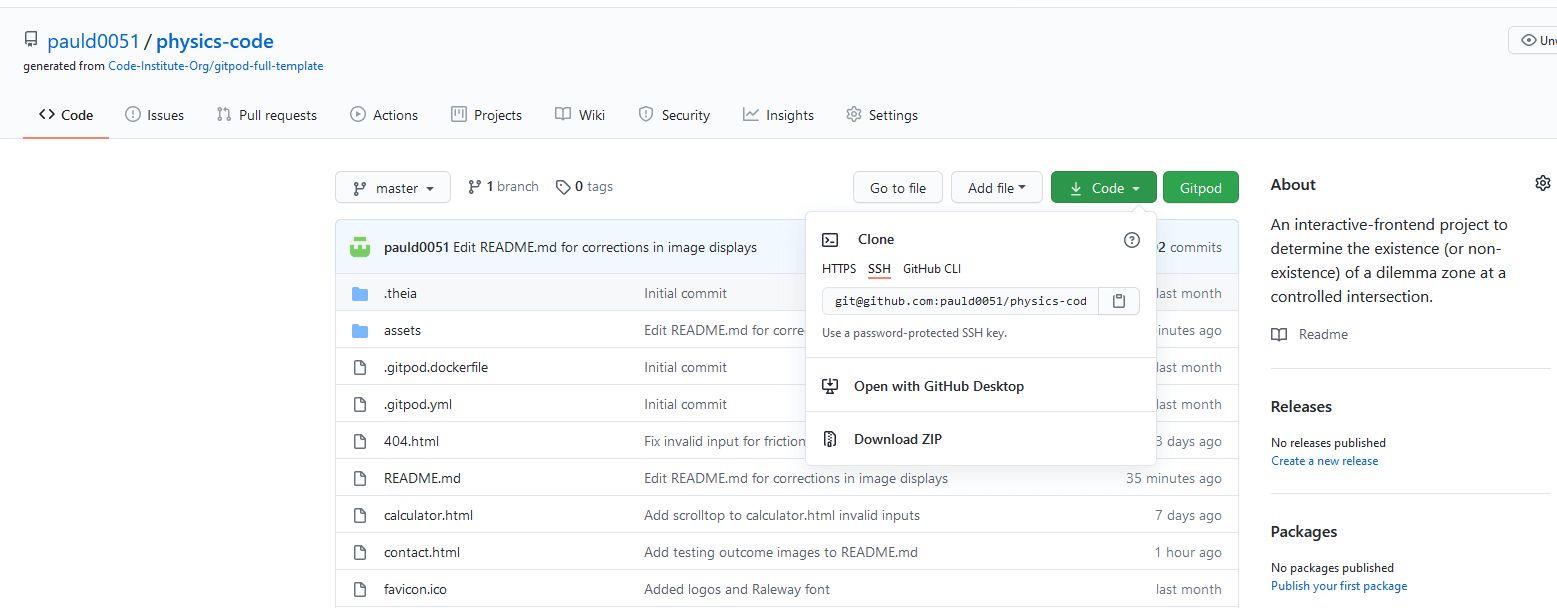 pauld0051 / physics-code
Unw
generated from Code-Institute-Org/gitpod-full-template
Code Issues Pull requests Actions Projects Wiki Security Insights Settings
master 1 branch 0 tags Go to file Add file Code Gitpod
pauld0051 Edit README.md for corrections in image displays 2 commits
Clone
HTTPS SSH GitHub CLI
git@github.com:pauld0051/physics-cod
Use a password-protected SSH key.
Open with GitHub Desktop
Download ZIP
.theia Initial commit last month
assets Edit README.md for corre inutes ago
.gitpod.dockerfile Initial commit last month
.gitpod.yml Initial commit last month
404.html Fix invalid input for friction 3 days ago
README.md Edit README.md for corrections in image displays 35 minutes ago
calculator.html Add scrolltop to calculator.html invalid inputs 7 days ago
contact.html Add testing outcome images to README.md 1 hour ago
favicon.ico Added logos and Raleway font last month
About
An interactive-frontend project to
determine the existence (or non-
existence) of a dilemma zone at a
controlled intersection.
Readme
Releases
No releases published
Create a new release
Packages
No packages published
Publish your first package